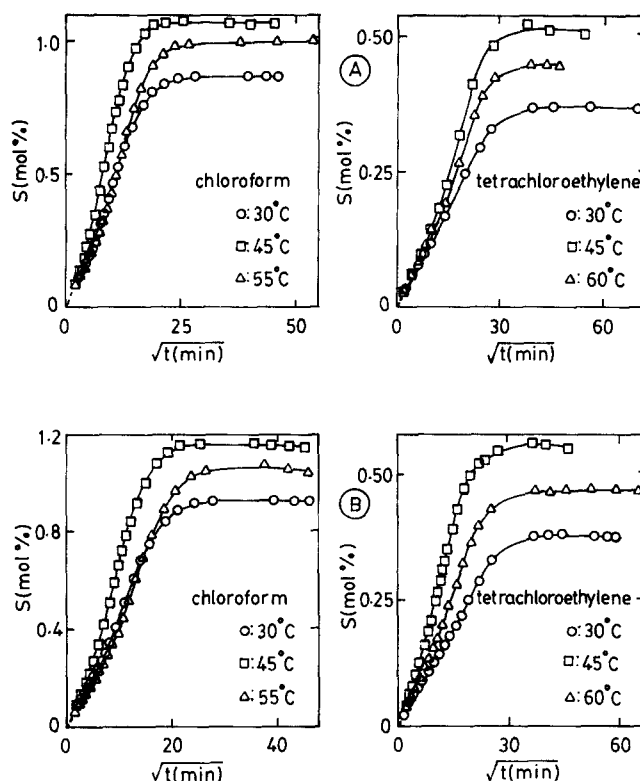 A
S(mol%)
1.0
0.5
0
chloroform
○:30°C
□:45°C
△:55°C
0
25
50
√t(min)
S(mol%)
0.50
0.25
0
tetrachloroethylene
○:30°C
□:45°C
△:60°C
0
30
60
√t(min)
B
S(mol%)
1.2
0.8
0.4
0
chloroform
○:30°C
□:45°C
△:55°C
0
20
40
√t(min)
S(mol%)
0.50
0.25
0
tetrachloroethylene
○:30°C
□:45°C
△:60°C
0
30
60
√t(min)